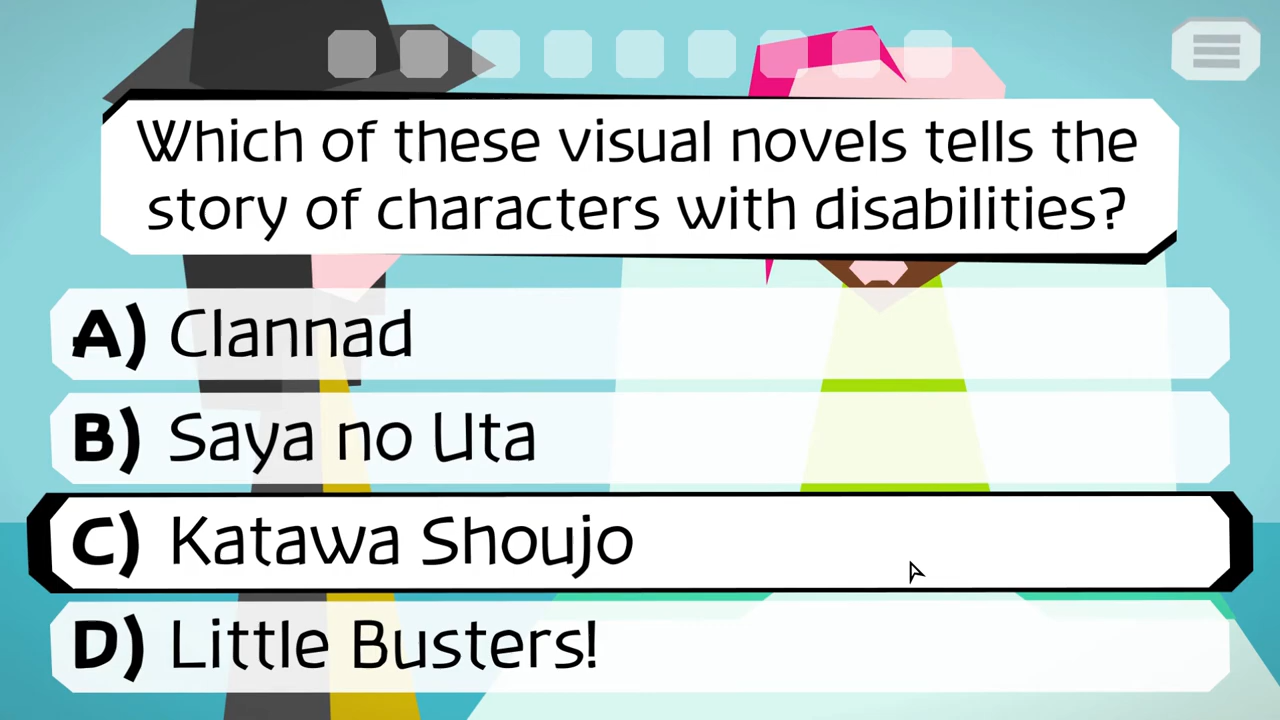 Which of these visual novels tells the
story of characters with disabilities?
A) Clannad
B) Saya no Uta
C) Katawa Shoujo
D) Little Busters!